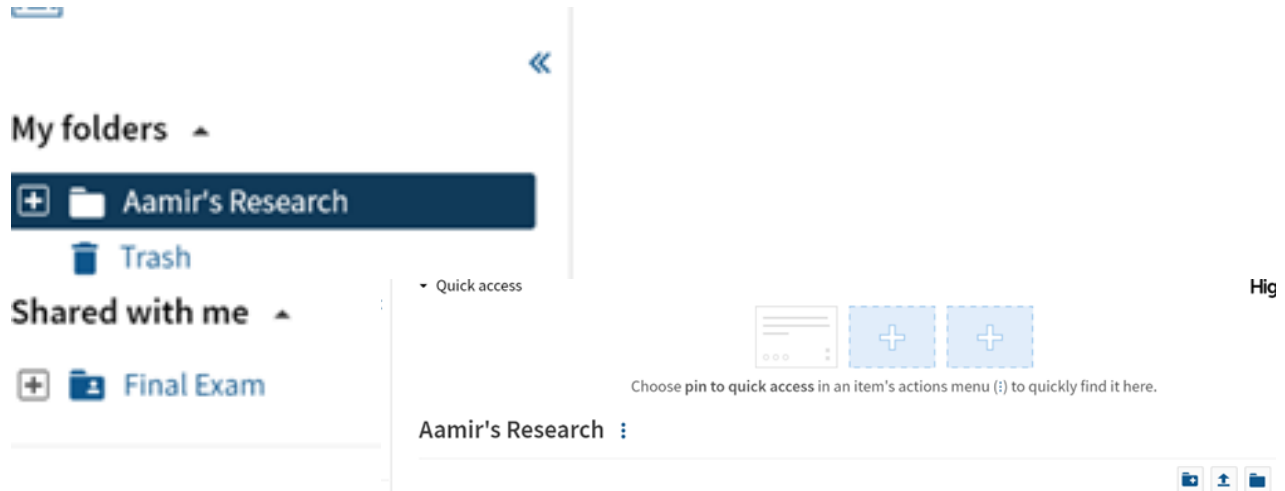 My folders
Aamir's Research
Trash
Shared with me
Final Exam
Quick access
Hig
Choose pin to quick access in an item's actions menu (⋮) to quickly find it here.
Aamir's Research